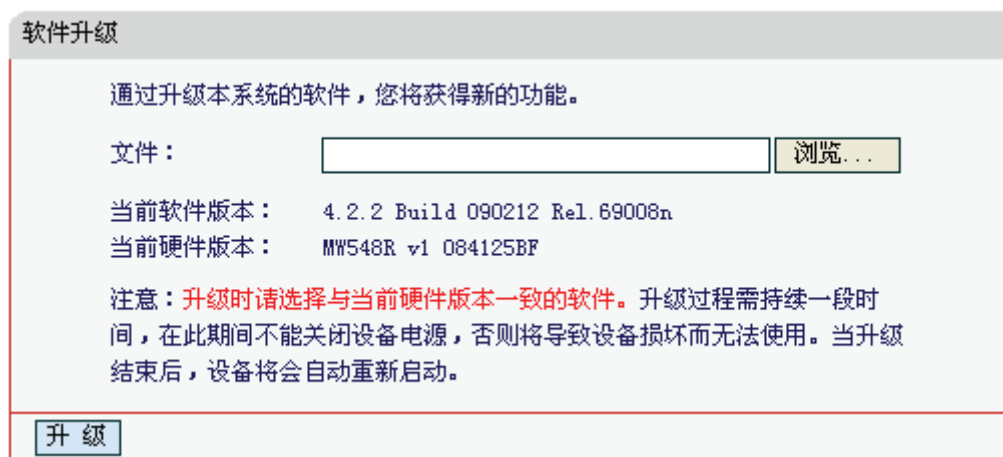 软件升级
通过升级本系统的软件，您将获得新的功能。
文件： 浏览...
当前软件版本： 4.2.2 Build 090212 Rel.69008n
当前硬件版本： MW548R v1 084125BF
注意：升级时请选择与当前硬件版本一致的软件。升级过程需持续一段时
间，在此期间不能关闭设备电源，否则将导致设备损坏而无法使用。当升级
结束后，设备将会自动重新启动。
升 级